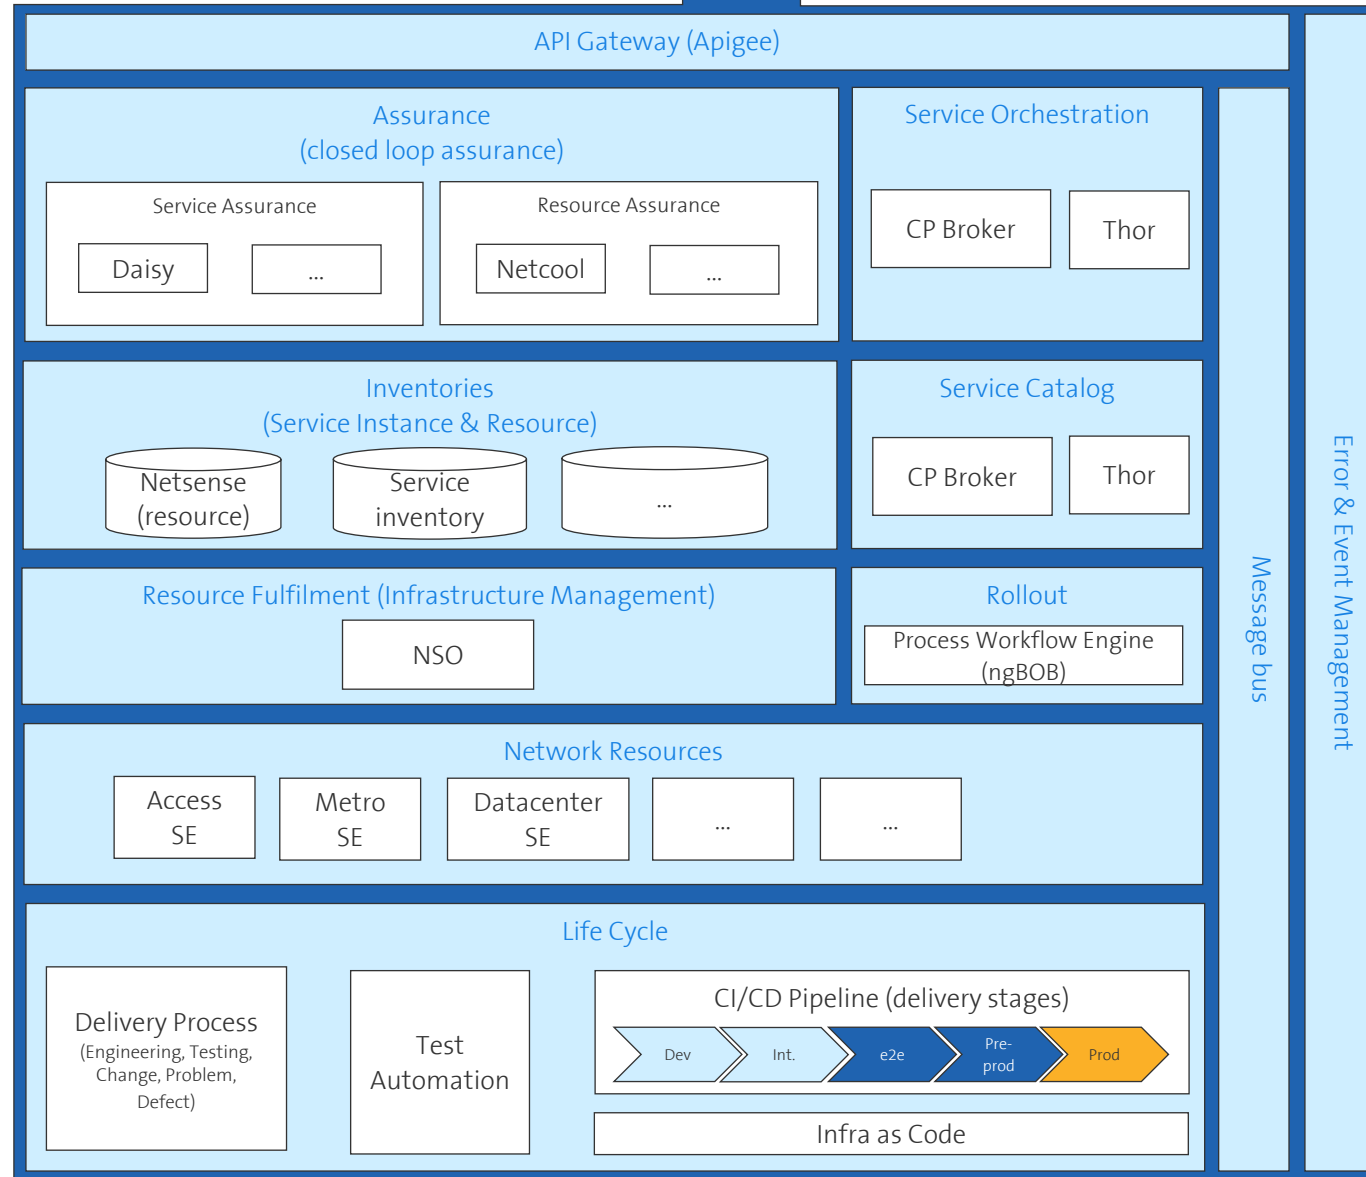 API Gateway (Apigee)
Assurance
(closed loop assurance)
Service Assurance
Daisy
...
Resource Assurance
Netcool
...
Service Orchestration
CP Broker
Thor
Inventories
(Service Instance & Resource)
Netsense
(resource)
Service
inventory
...
Service Catalog
CP Broker
Thor
Resource Fulfilment (Infrastructure Management)
NSO
Rollout
Process Workflow Engine
(ngBOB)
Network Resources
Access
SE
Metro
SE
Datacenter
SE
...
...
Life Cycle
Delivery Process
(Engineering, Testing,
Change, Problem,
Defect)
Test
Automation
CI/CD Pipeline (delivery stages)
Dev
Int.
e2e
Pre-
prod
Prod
Infra as Code
Message bus
Error & Event Management